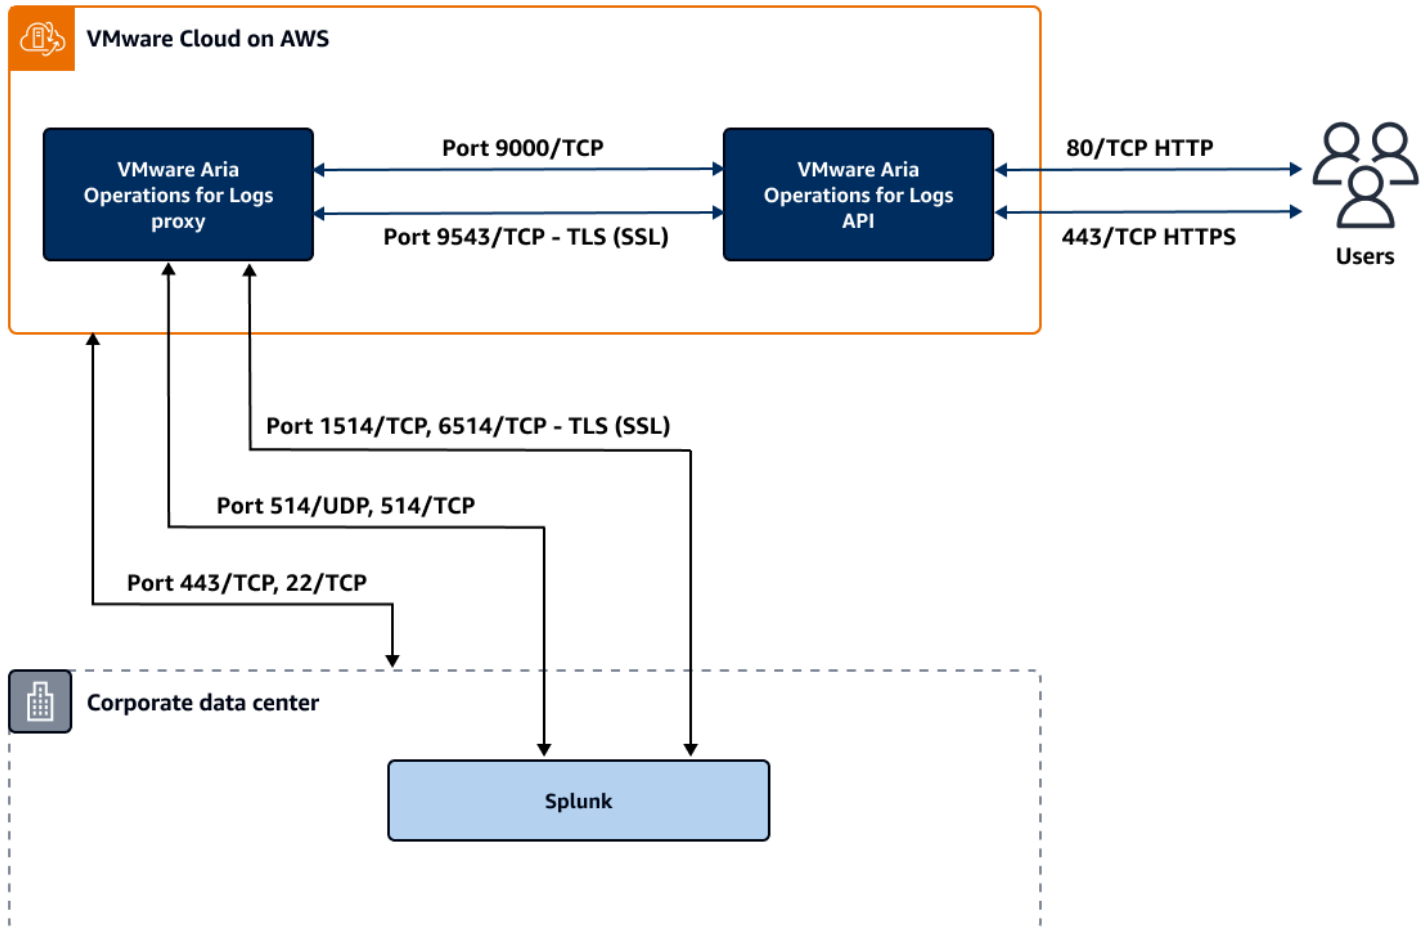 VMware Cloud on AWS
VMware Aria
Operations for Logs
proxy
Port 9000/TCP
Port 9543/TCP - TLS (SSL)
VMware Aria
Operations for Logs
API
80/TCP HTTP
443/TCP HTTPS
Users
Port 1514/TCP, 6514/TCP - TLS (SSL)
Port 514/UDP, 514/TCP
Port 443/TCP, 22/TCP
Corporate data center
Splunk